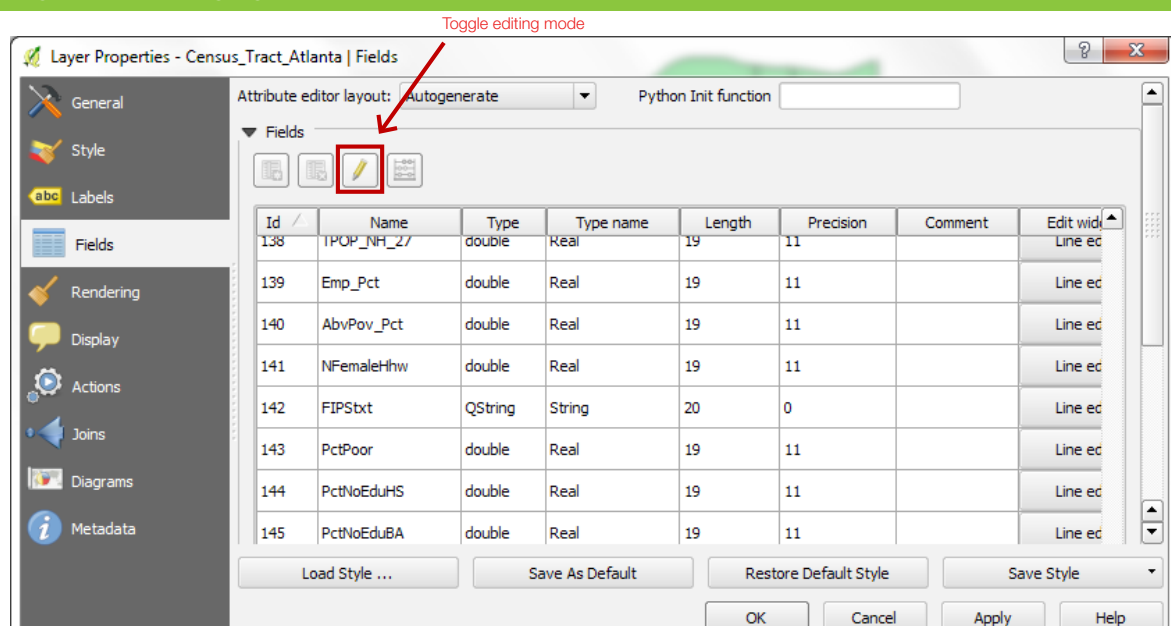 Toggle editing mode
Layer Properties - Census_Tract_Atlanta | Fields
General
Style
abc Labels
Fields
Rendering
Display
Actions
Joins
Diagrams
Metadata
Attribute editor layout: Autogenerate Python Init function
Fields
Id Name Type Type name Length Precision Comment Edit widg
138 TPOP_NH_27 double Real 19 11 Line ed
139 Emp_Pct double Real 19 11 Line ed
140 AbvPov_Pct double Real 19 11 Line ed
141 NFemaleHhw double Real 19 11 Line ed
142 FIPStxt QString String 20 0 Line ed
143 PctPoor double Real 19 11 Line ed
144 PctNoEduHS double Real 19 11 Line ed
145 PctNoEduBA double Real 19 11 Line ed
Load Style ... Save As Default Restore Default Style Save Style
OK Cancel Apply Help